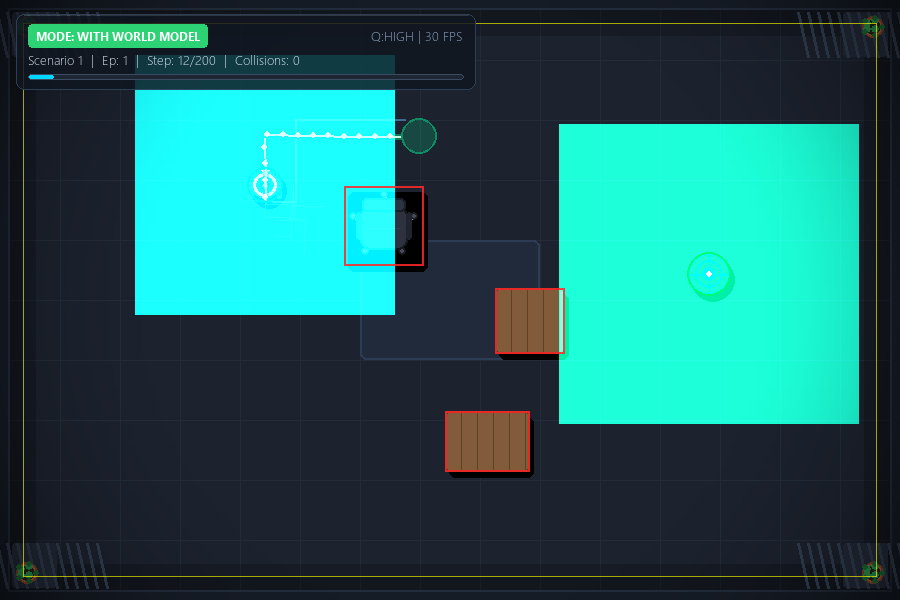 MODE: WITH WORLD MODEL
Q:HIGH | 30 FPS
Scenario 1 | Ep: 1 | Step: 12/200 | Collisions: 0